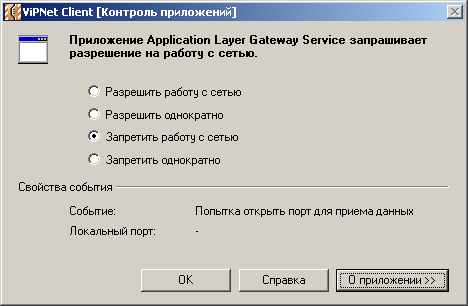 ViPNet Client [Контроль приложений]
Приложение Application Layer Gateway Service запрашивает
разрешение на работу с сетью.
Разрешить работу с сетью
Разрешить однократно
Запретить работу с сетью
Запретить однократно
Свойства события
Событие: Попытка открыть порт для приема данных
Локальный порт: -
OK Справка О приложении >>